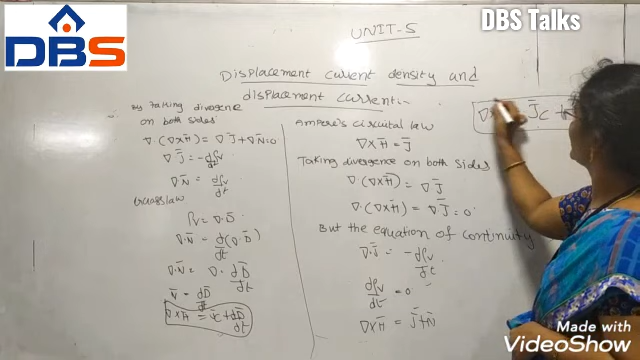 DBS
DBS Talks
UNIT-5
Displacement current density and
displacement current:-
By taking divergence
on both sides
∇·(∇×H̄) = ∇·J̄+∇·N̄=0
∇·J̄ = -dρv/dt
∇·N̄ = dρv/dt
Gauss law
ρv = ∇·D̄
∇·N̄ = d/dt(∇·D̄)
∇·N̄ = ∇·dD̄/dt
N̄ = dD̄/dt
∇×H̄ = J̄c + dD̄/dt
Ampere's circuital law
∇×H̄ = J̄
Taking divergence on both sides
∇·(∇×H̄) = ∇·J̄
∇·(∇×H̄) = ∇·J̄ = 0
But the equation of continuity
∇·J̄ = -dρv/dt
dρv/dt = 0
∇×H̄ = J̄+N̄
J̄c +
Made with
VideoShow